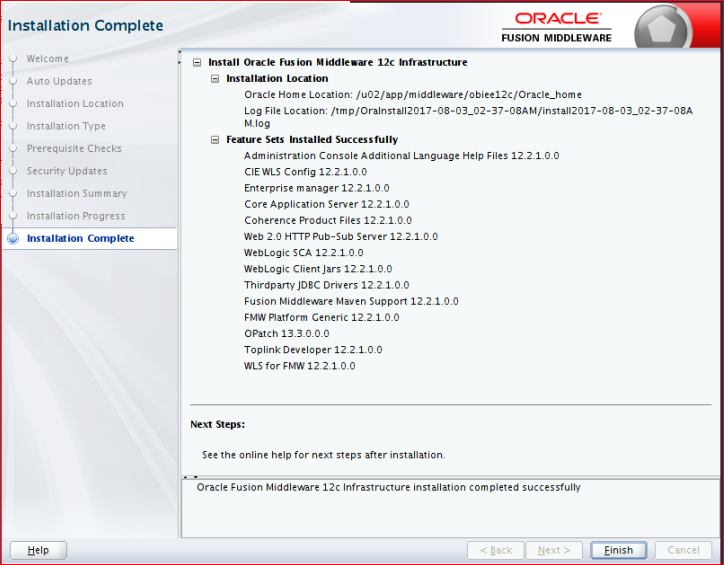 Installation Complete
ORACLE
FUSION MIDDLEWARE
Welcome
Auto Updates
Installation Location
Installation Type
Prerequisite Checks
Security Updates
Installation Summary
Installation Progress
Installation Complete
Install Oracle Fusion Middleware 12c Infrastructure
Installation Location
Oracle Home Location: /u02/app/middleware/obiee12c/Oracle_home
Log File Location: /tmp/OraInstall2017-08-03_02-37-08AM/install2017-08-03_02-37-08A
M.log
Feature Sets Installed Successfully
Administration Console Additional Language Help Files 12.2.1.0.0
CIE WLS Config 12.2.1.0.0
Enterprise manager 12.2.1.0.0
Core Application Server 12.2.1.0.0
Coherence Product Files 12.2.1.0.0
Web 2.0 HTTP Pub-Sub Server 12.2.1.0.0
WebLogic SCA 12.2.1.0.0
WebLogic Client Jars 12.2.1.0.0
Thirdparty JDBC Drivers 12.2.1.0.0
Fusion Middleware Maven Support 12.2.1.0.0
FMW Platform Generic 12.2.1.0.0
OPatch 13.3.0.0.0
Toplink Developer 12.2.1.0.0
WLS for FMW 12.2.1.0.0
Next Steps:
See the online help for next steps after installation.
Oracle Fusion Middleware 12c Infrastructure installation completed successfully
Help
< Back
Next >
Finish
Cancel